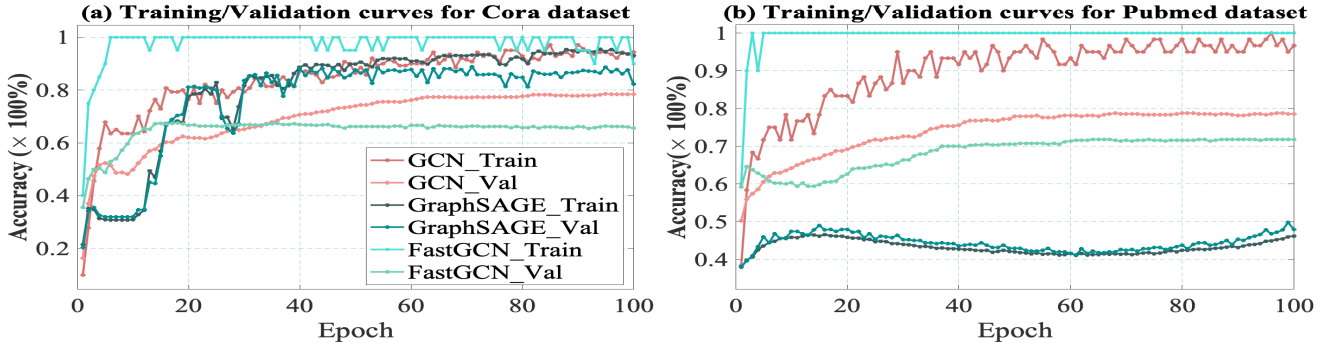 (a) Training/Validation curves for Cora dataset
Accuracy (× 100%)
1
0.8
0.6
0.4
0.2
GCN_Train
GCN_Val
GraphSAGE_Train
GraphSAGE_Val
FastGCN_Train
FastGCN_Val
0 20 40 60 80 100
Epoch
(b) Training/Validation curves for Pubmed dataset
Accuracy(× 100%)
1
0.9
0.8
0.7
0.6
0.5
0.4
0 20 40 60 80 100
Epoch